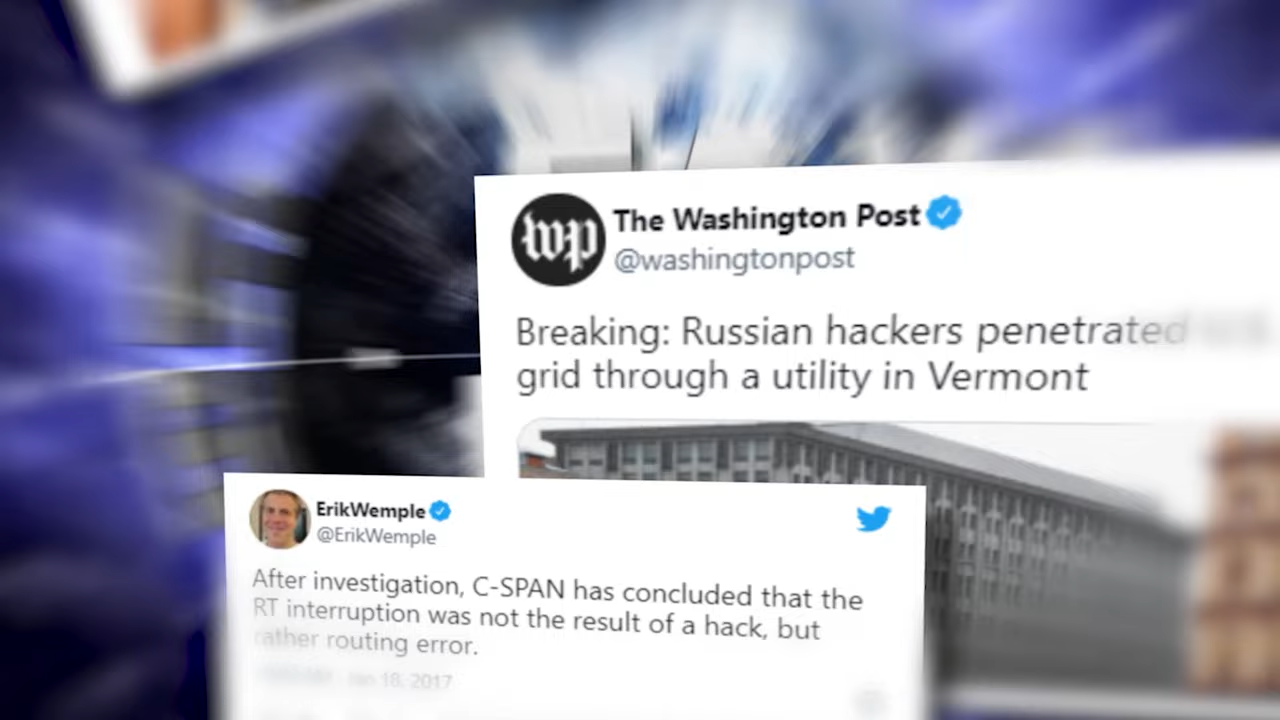 wp
The Washington Post
@washingtonpost
Breaking: Russian hackers penetrated
grid through a utility in Vermont
ErikWemple
@ErikWemple
After investigation, C-SPAN has concluded that the
RT interruption was not the result of a hack, but
rather routing error.
18, 2017